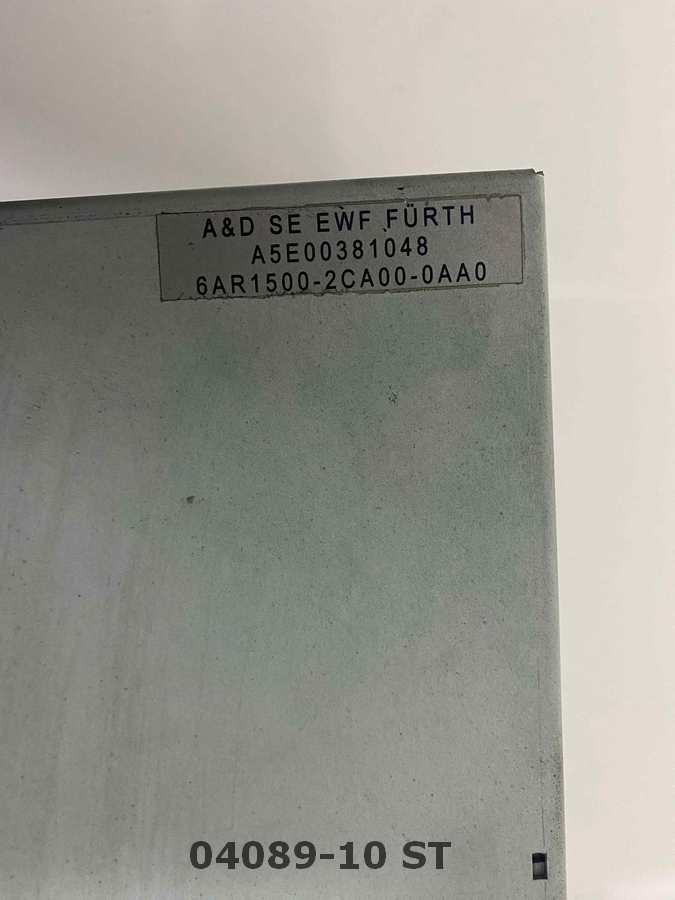 A&D SE EWF FÜRTH
A5E00381048
6AR1500-2CA00-0AA0
04089-10 ST